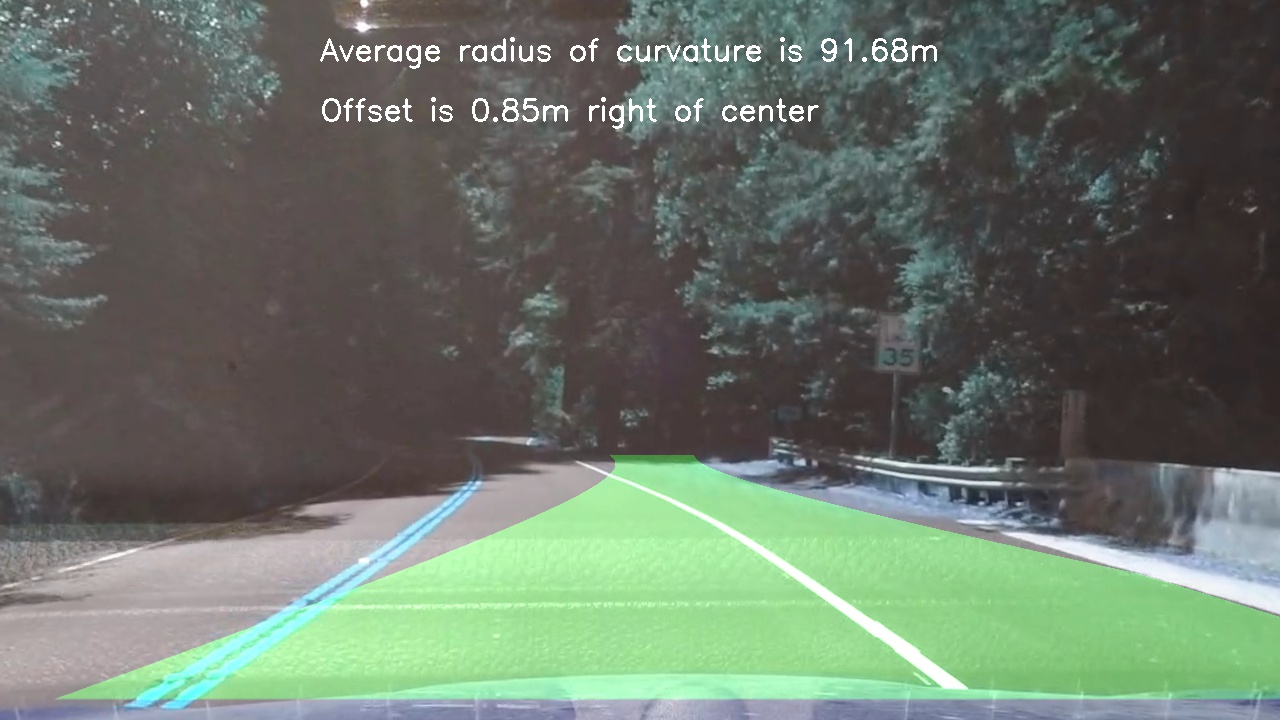 Average radius of curvature is 91.68m
Offset is 0.85m right of center
35